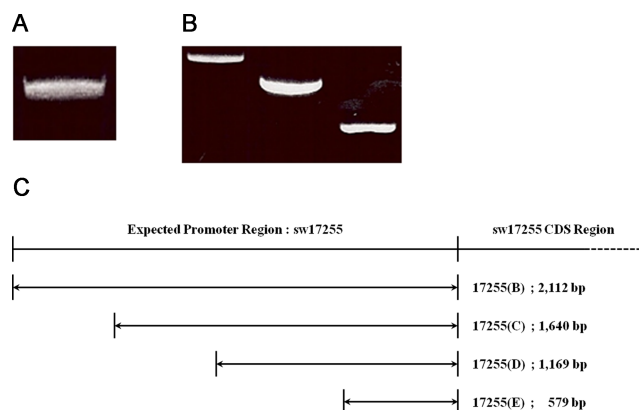 A
B
C
Expected Promoter Region : sw17255
sw17255 CDS Region
17255(B) ; 2,112 bp
17255(C) ; 1,640 bp
17255(D) ; 1,169 bp
17255(E) ; 579 bp